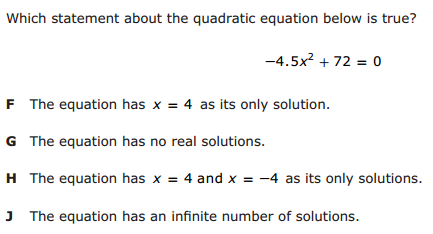 Which statement about the quadratic equation below is true?
−4.5x² + 72 = 0
F The equation has x = 4 as its only solution.
G The equation has no real solutions.
H The equation has x = 4 and x = −4 as its only solutions.
J The equation has an infinite number of solutions.